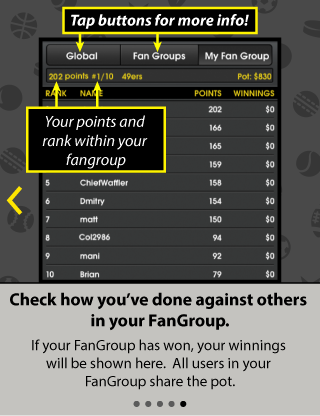 Tap buttons for more info!
Global Fan Groups My Fan Group
202 points #1/10 49ers Pot: $830
RANK NAME POINTS WINNINGS
Your points and
rank within your
fangroup
202 $0
166 $0
165 $0
159 $0
5 ChiefWaffler 158 $0
6 Dmitry 154 $0
7 matt 150 $0
8 Col2986 94 $0
9 mani 92 $0
10 Brian 79 $0
Check how you've done against others
in your FanGroup.
If your FanGroup has won, your winnings
will be shown here.  All users in your
FanGroup share the pot.